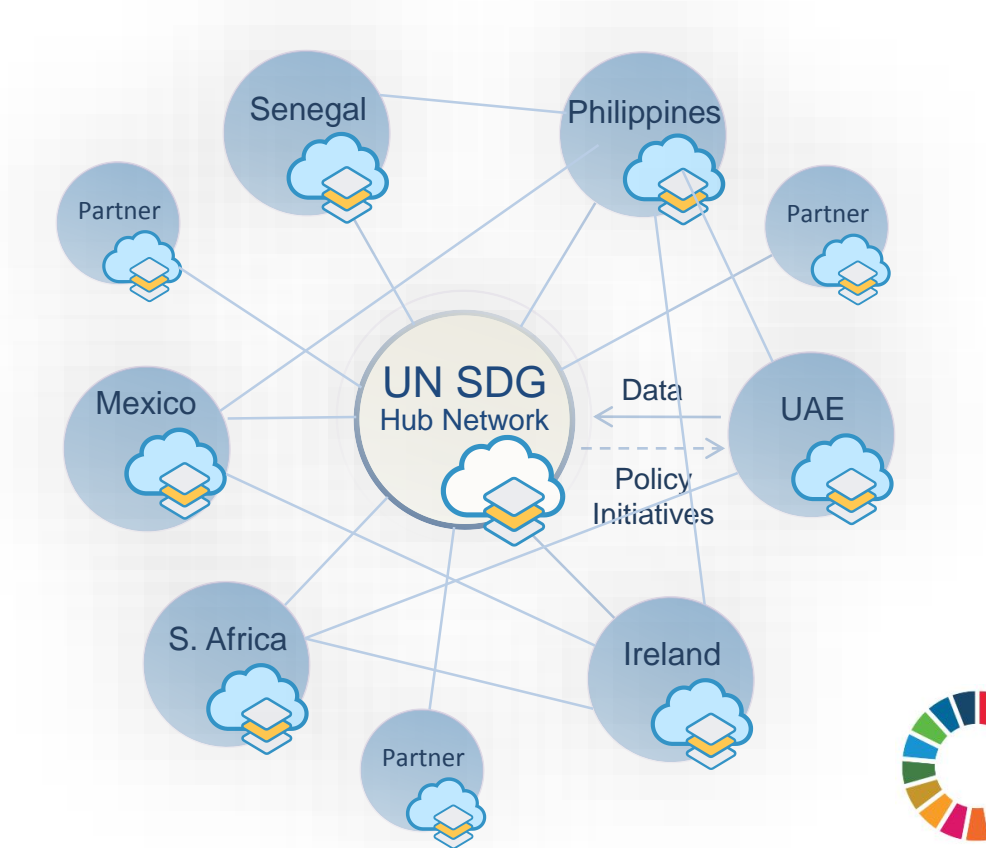 Senegal
Philippines
Partner
Partner
UN SDG
Hub Network
Mexico
Data
UAE
Policy
Initiatives
S. Africa
Ireland
Partner